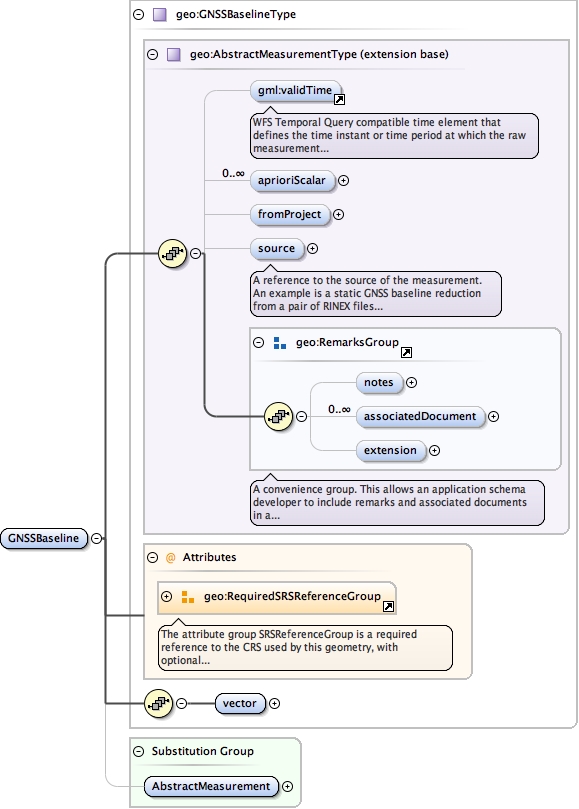 geo:GNSSBaselineType
geo:AbstractMeasurementType (extension base)
gml:validTime
WFS Temporal Query compatible time element that
defines the time instant or time period at which the raw
measurement...
0..∞
aprioriScalar
fromProject
source
A reference to the source of the measurement.
An example is a static GNSS baseline reduction
from a pair of RINEX files...
geo:RemarksGroup
notes
0..∞
associatedDocument
extension
A convenience group. This allows an application schema
developer to include remarks and associated documents
in a...
GNSSBaseline
@ Attributes
geo:RequiredSRSReferenceGroup
The attribute group SRSReferenceGroup is a required
reference to the CRS used by this geometry, with
optional...
vector
Substitution Group
AbstractMeasurement